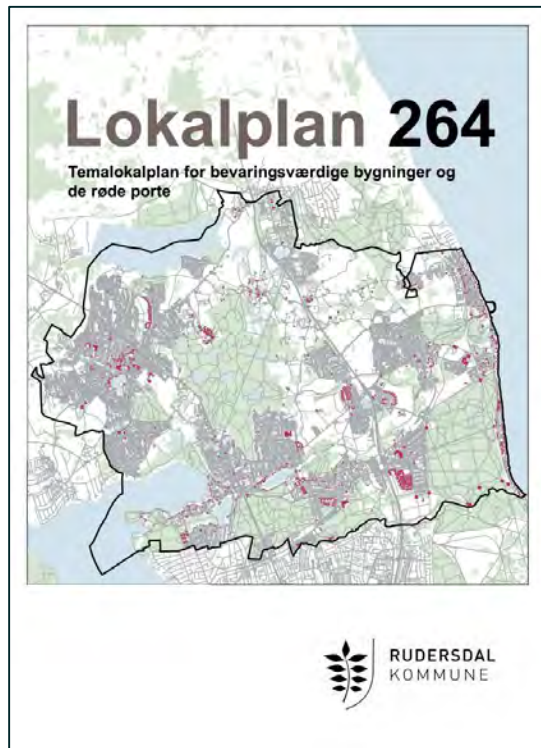 Lokalplan 264
Temalokalplan for bevaringsværdige bygninger og
de røde porte
RUDERSDAL
KOMMUNE